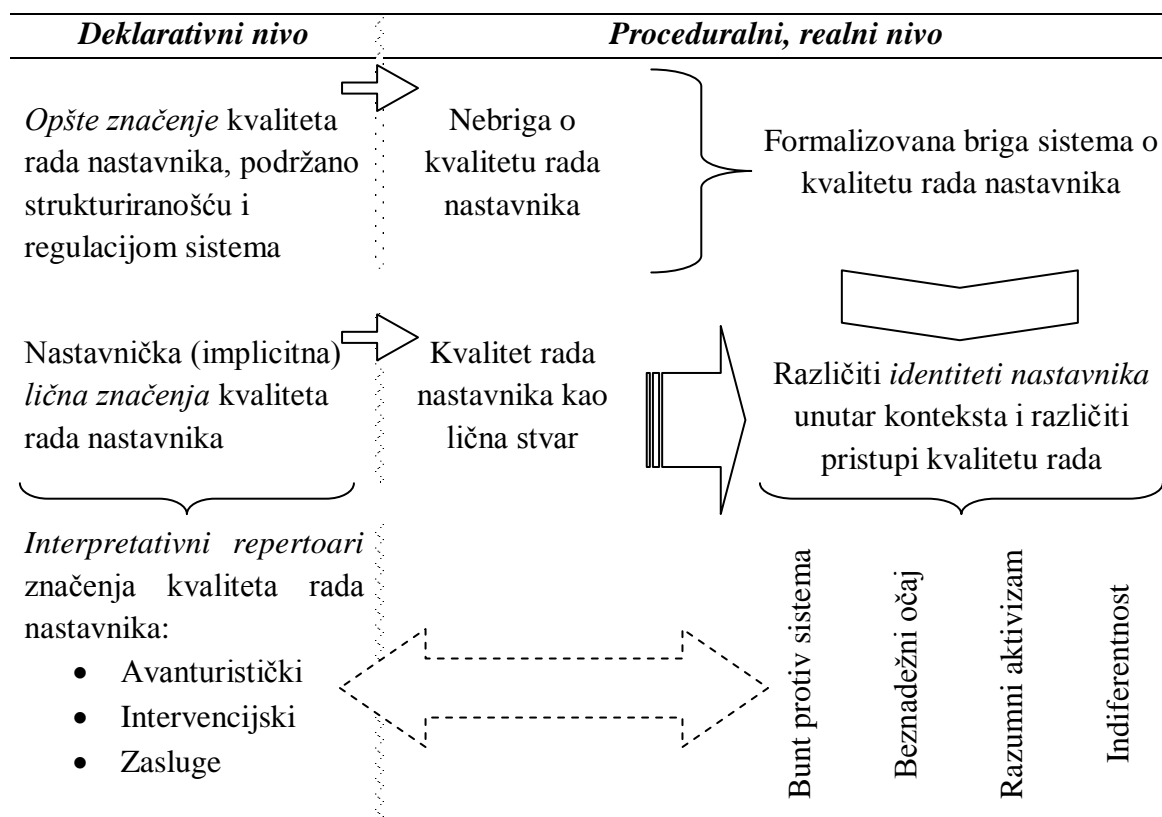 Deklarativni nivo
Proceduralni, realni nivo
Opšte značenje kvaliteta
rada nastavnika, podržano
strukturiranošću i
regulacijom sistema
Nebriga o
kvalitetu rada
nastavnika
Formalizovana briga sistema o
kvalitetu rada nastavnika
Nastavnička (implicitna)
lična značenja kvaliteta
rada nastavnika
Kvalitet rada
nastavnika kao
lična stvar
Različiti identiteti nastavnika
unutar konteksta i različiti
pristupi kvalitetu rada
Interpretativni repertoari
značenja kvaliteta rada
nastavnika:
• Avanturistički
• Intervencijski
• Zasluge
Bunt protiv sistema
Beznadežni očaj
Razumni aktivizam
Indiferentnost